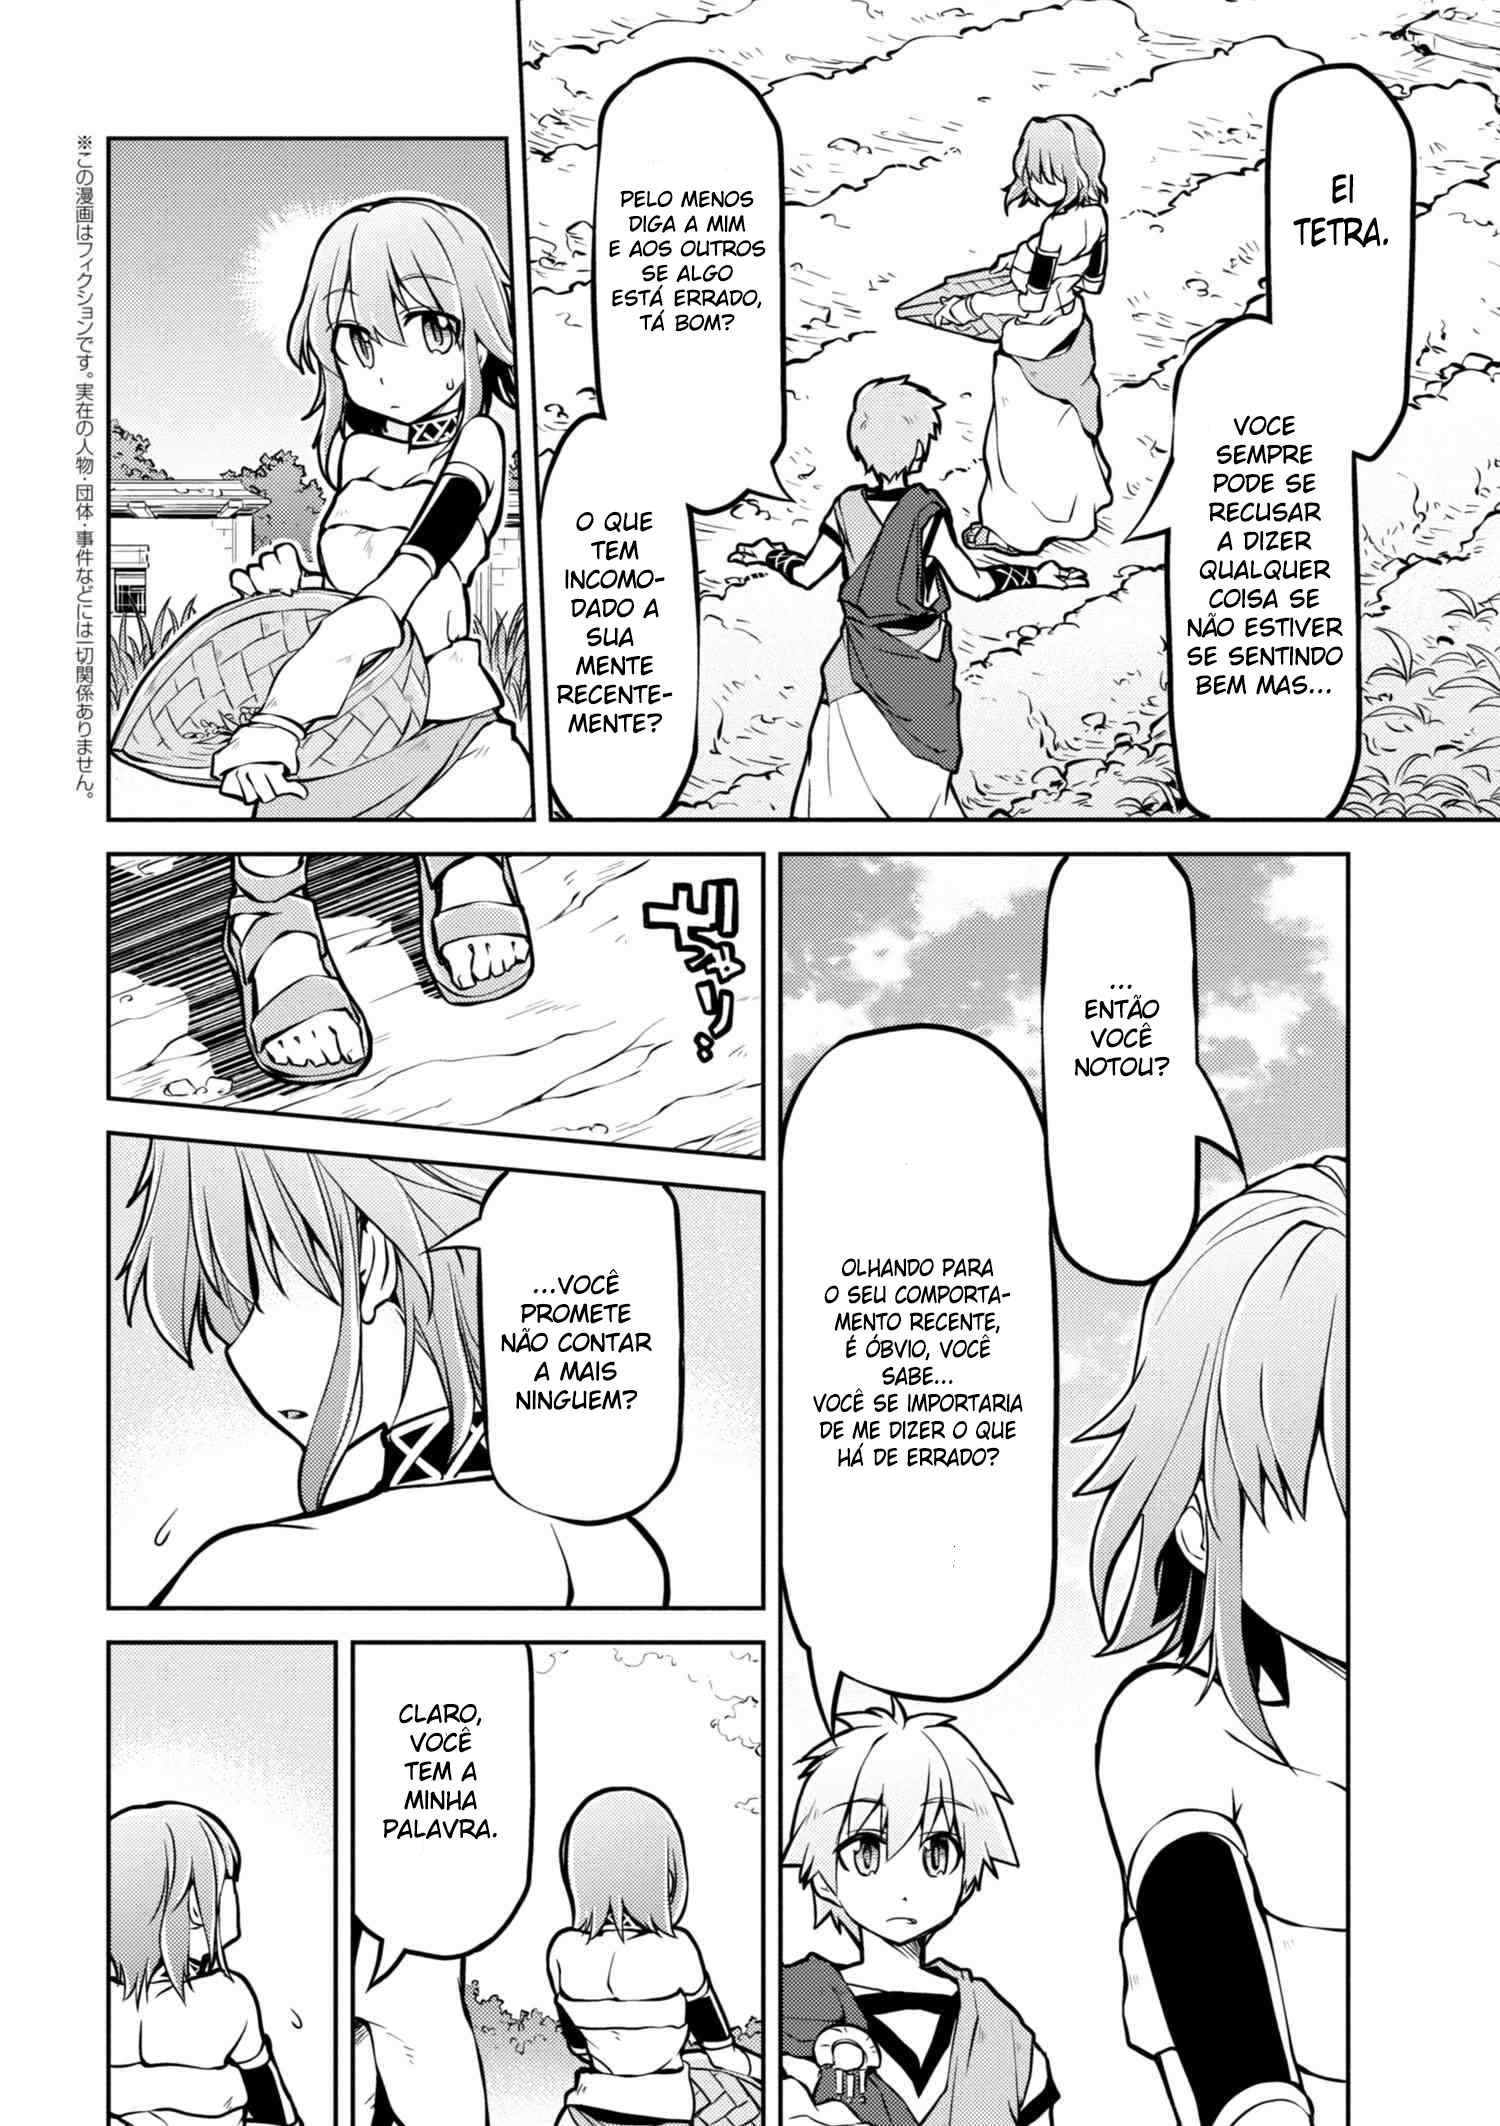 EI
TETRA.
VOCE
SEMPRE
PODE SE
RECUSAR
A DIZER
QUALQUER
COISA SE
NÃO ESTIVER
SE SENTINDO
BEM MAS...
PELO MENOS
DIGA A MIM
E AOS OUTROS
SE ALGO
ESTÁ ERRADO,
TÁ BOM?
O QUE
TEM
INCOMO-
DADO A
SUA
MENTE
RECENTE-
MENTE?
※この漫画はフィクションです。実在の人物・団体・事件などには一切関係ありません。
...
ENTÃO
VOCÊ
NOTOU?
OLHANDO PARA
O SEU COMPORTA-
MENTO RECENTE,
É ÓBVIO, VOCÊ
SABE...
VOCÊ SE IMPORTARIA
DE ME DIZER O QUE
HÁ DE ERRADO?
ピチャリ…
...VOCÊ
PROMETE
NÃO CONTAR
A MAIS
NINGUEM?
CLARO,
VOCÊ
TEM A
MINHA
PALAVRA.